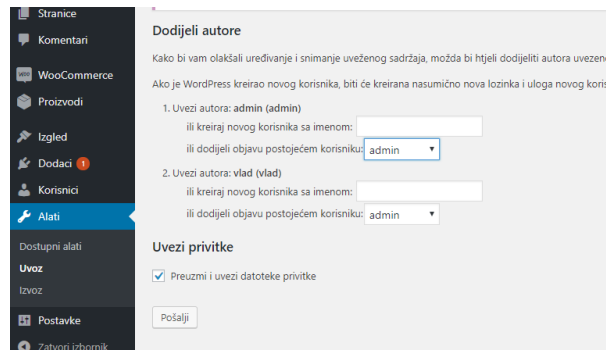 Stranice
Komentari
WooCommerce
Proizvodi
Izgled
Dodaci 1
Korisnici
Alati
Dostupni alati
Uvoz
Izvoz
Postavke
Zatvori izbornik
Dodijeli autore
Kako bi vam olakšali uređivanje i snimanje uveženog sadržaja, možda bi htjeli dodijeliti autora
Ako je WordPress kreirao novog korisnika, biti će kreirana nasumično nova lozinka i uloga novog
1. Uvezi autora: admin (admin)
ili kreiraj novog korisnika sa imenom:
ili dodijeli objavu postojećem korisniku: admin
2. Uvezi autora: vlad (vlad)
ili kreiraj novog korisnika sa imenom:
ili dodijeli objavu postojećem korisniku: admin
Uvezi privitke
Preuzmi i uvezi datoteke privitke
Pošalji